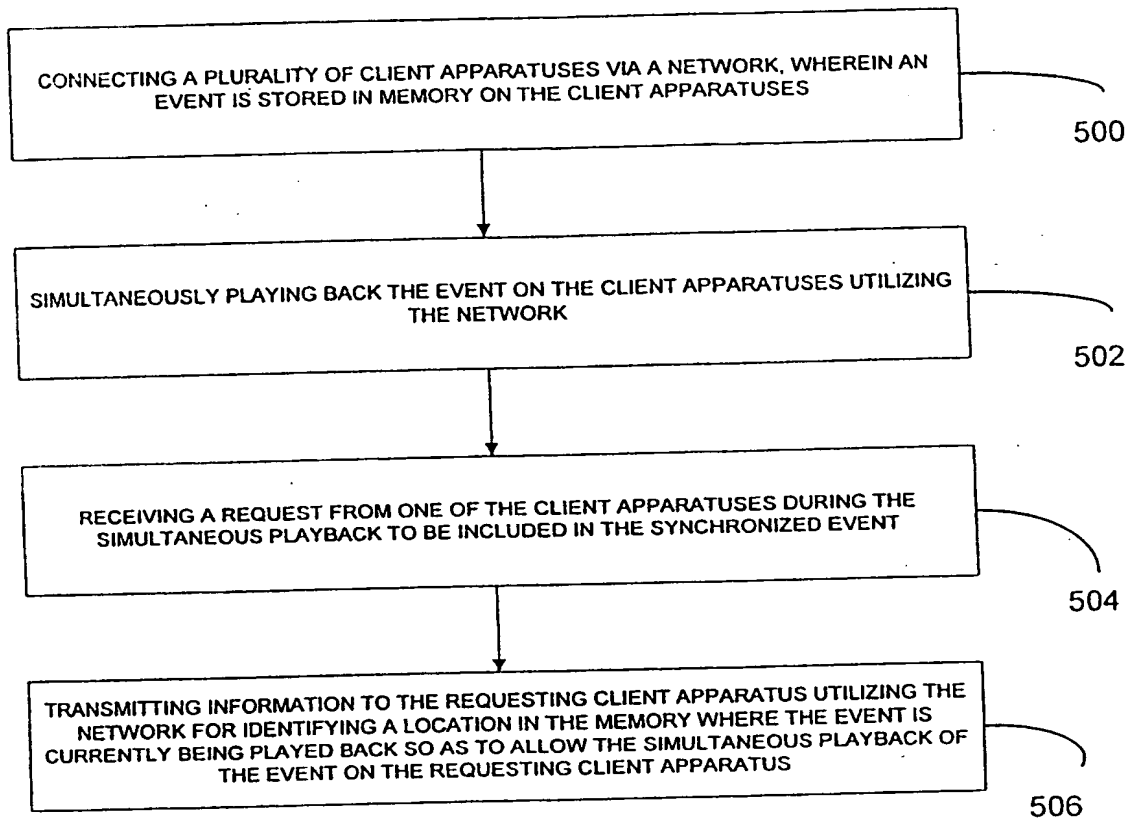 CONNECTING A PLURALITY OF CLIENT APPARATUSES VIA A NETWORK, WHEREIN AN
EVENT IS STORED IN MEMORY ON THE CLIENT APPARATUSES
500
SIMULTANEOUSLY PLAYING BACK THE EVENT ON THE CLIENT APPARATUSES UTILIZING
THE NETWORK
502
RECEIVING A REQUEST FROM ONE OF THE CLIENT APPARATUSES DURING THE
SIMULTANEOUS PLAYBACK TO BE INCLUDED IN THE SYNCHRONIZED EVENT
504
TRANSMITTING INFORMATION TO THE REQUESTING CLIENT APPARATUS UTILIZING THE
NETWORK FOR IDENTIFYING A LOCATION IN THE MEMORY WHERE THE EVENT IS
CURRENTLY BEING PLAYED BACK SO AS TO ALLOW THE SIMULTANEOUS PLAYBACK OF
THE EVENT ON THE REQUESTING CLIENT APPARATUS
506